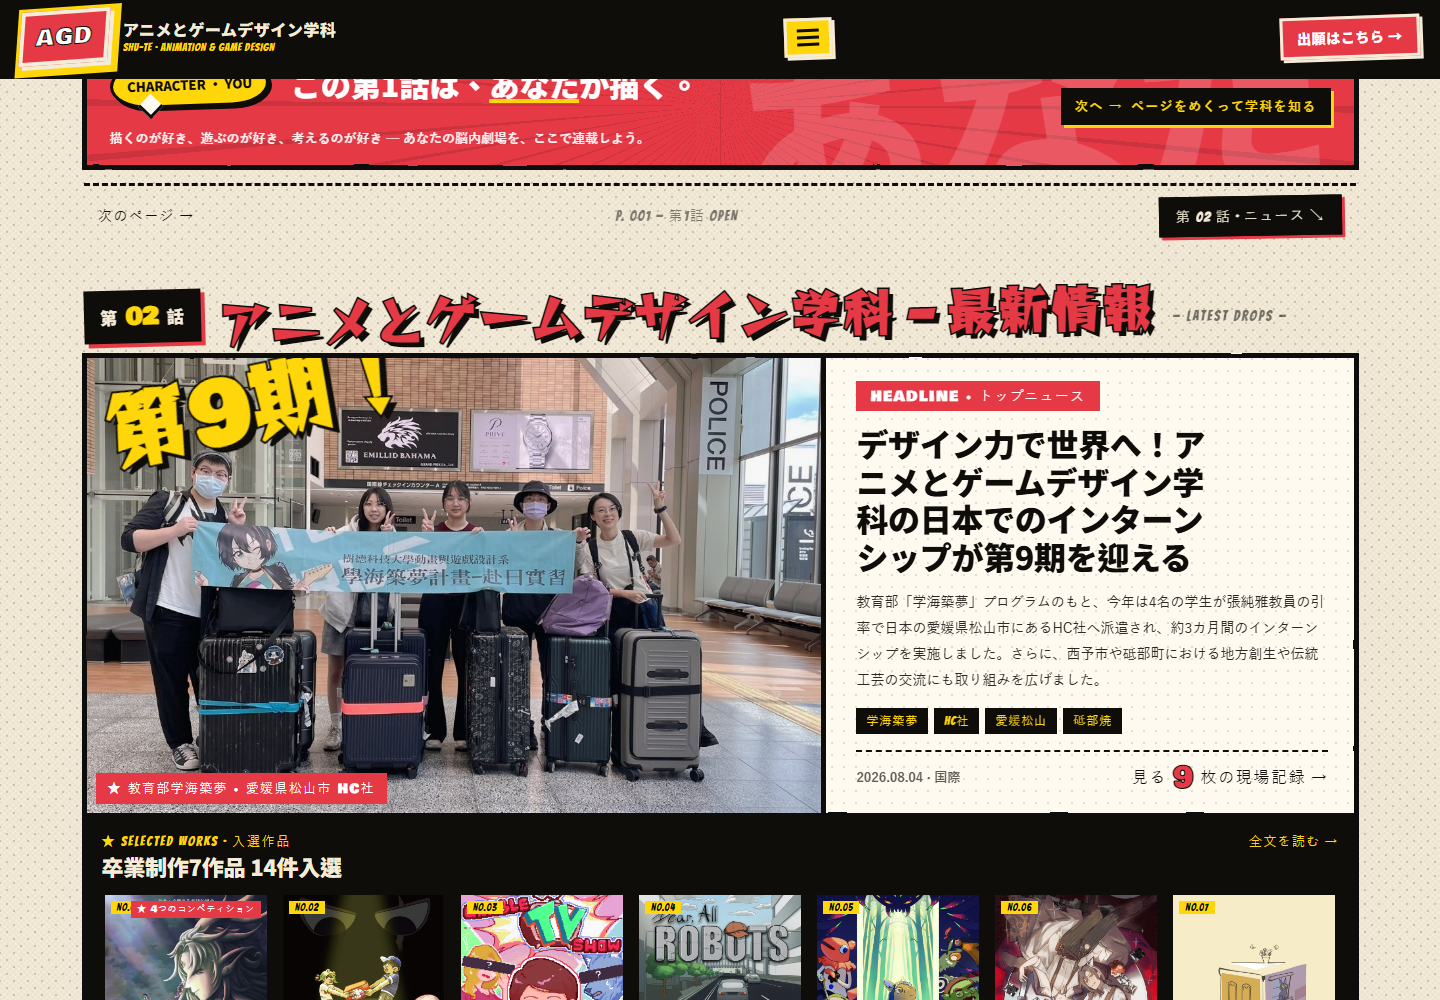 AGD
アニメとゲームデザイン学科
SHU-TE · ANIMATION & GAME DESIGN
出願はこちら →
CHARACTER · YOU
この第1話は、あなたが描く。
描くのが好き、遊ぶのが好き、考えるのが好き — あなたの脳内劇場を、ここで連載しよう。
次へ → ページをめくって学科を知る
次のページ →
P. 001 — 第1話 OPEN
第 02 話・ニュース ↘
第 02 話
アニメとゲームデザイン学科 - 最新情報
— LATEST DROPS —
第9期！
POLICE
EMILLID BAHAMA
PRIVE
Toilet
Police
Toilet
樹德科技大學動畫與遊戲設計系
學海築夢計畫-赴日實習
★ 教育部学海築夢 • 愛媛県松山市 HC社
HEADLINE • トップニュース
デザイン力で世界へ！ア
ニメとゲームデザイン学
科の日本でのインターン
シップが第9期を迎える
教育部「学海築夢」プログラムのもと、今年は4名の学生が張純雅教員の引
率で日本の愛媛県松山市にあるHC社へ派遣され、約3カ月間のインターン
シップを実施しました。さらに、西予市や砥部町における地方創生や伝統
工芸の交流にも取り組みを広げました。
学海築夢
HC社
愛媛松山
砥部焼
2026.08.04 · 国際
見る 9 枚の現場記録 →
★ SELECTED WORKS · 入選作品
卒業制作7作品 14件入選
全文を読む →
NO.
★ 4つのコンペティション
NO.02
NO.03
TV
SHOW
NO.04
Dear. All
ROBOTS
NO.05
NO.06
NO.07